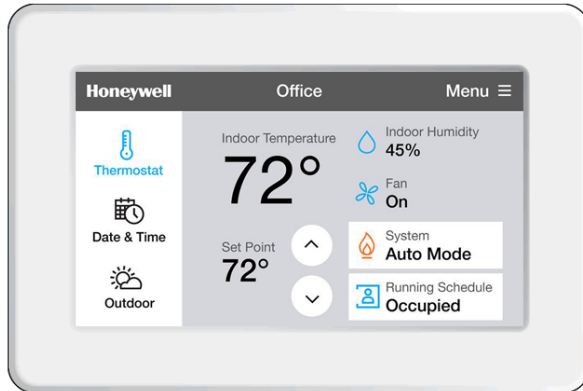 Honeywell
Office
Menu
Thermostat
Date & Time
Outdoor
Indoor Temperature
72°
Set Point
72°
Indoor Humidity
45%
Fan
On
System
Auto Mode
Running Schedule
Occupied